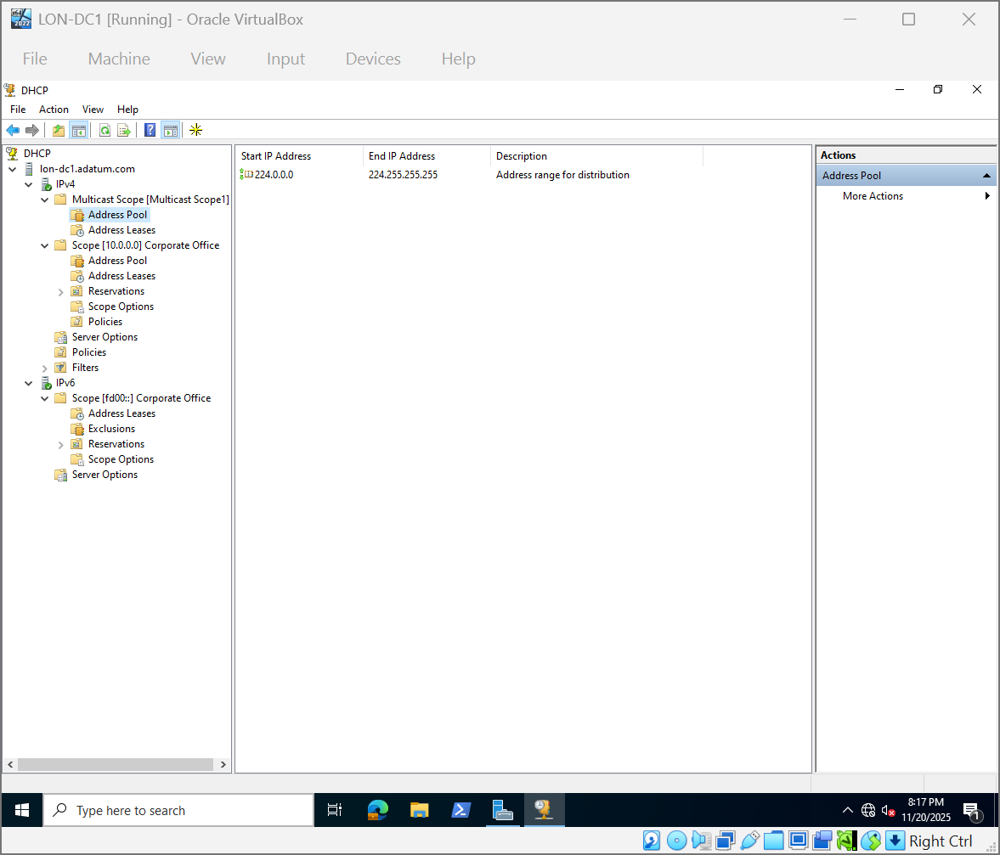 LON-DC1 [Running] - Oracle VirtualBox
File Machine View Input Devices Help
DHCP
File Action View Help
DHCP
lon-dc1.adatum.com
IPv4
Multicast Scope [Multicast Scope1]
Address Pool
Address Leases
Scope [10.0.0.0] Corporate Office
Address Pool
Address Leases
Reservations
Scope Options
Policies
Server Options
Policies
Filters
IPv6
Scope [fd00::] Corporate Office
Address Leases
Exclusions
Reservations
Scope Options
Server Options
Start IP Address End IP Address Description
224.0.0.0 224.255.255.255 Address range for distribution
Actions
Address Pool
More Actions
Type here to search
8:17 PM
11/20/2025
1
Right Ctrl